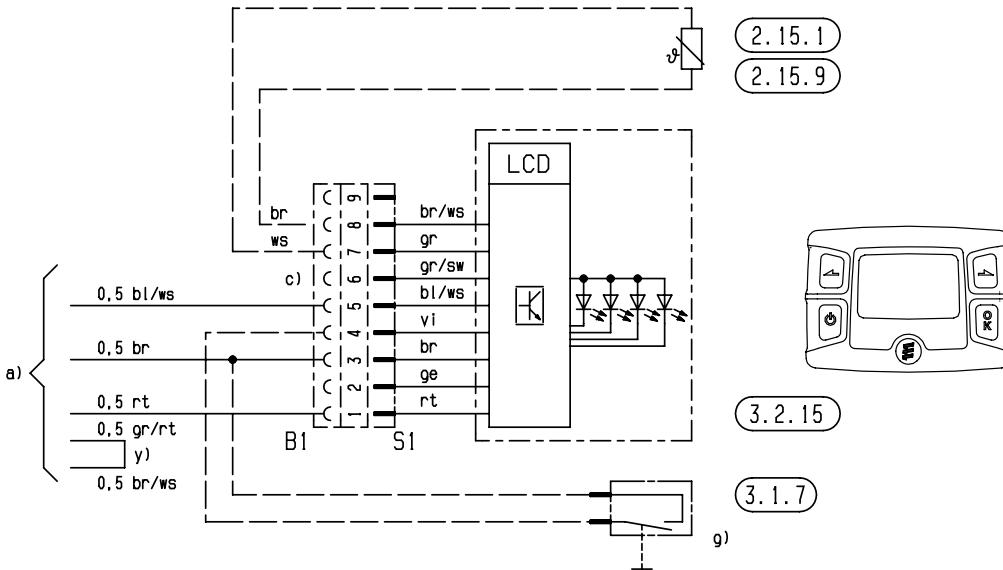 2.15.1
ϑ
2.15.9
LCD
9
br
8
br/ws
ws
7
gr
c)
6
gr/sw
0,5 bl/ws
5
bl/ws
4
vi
0,5 br
3
br
a)
2
ge
0,5 rt
1
rt
OK
3.2.15
0,5 gr/rt
B1
S1
y)
0,5 br/ws
3.1.7
g)